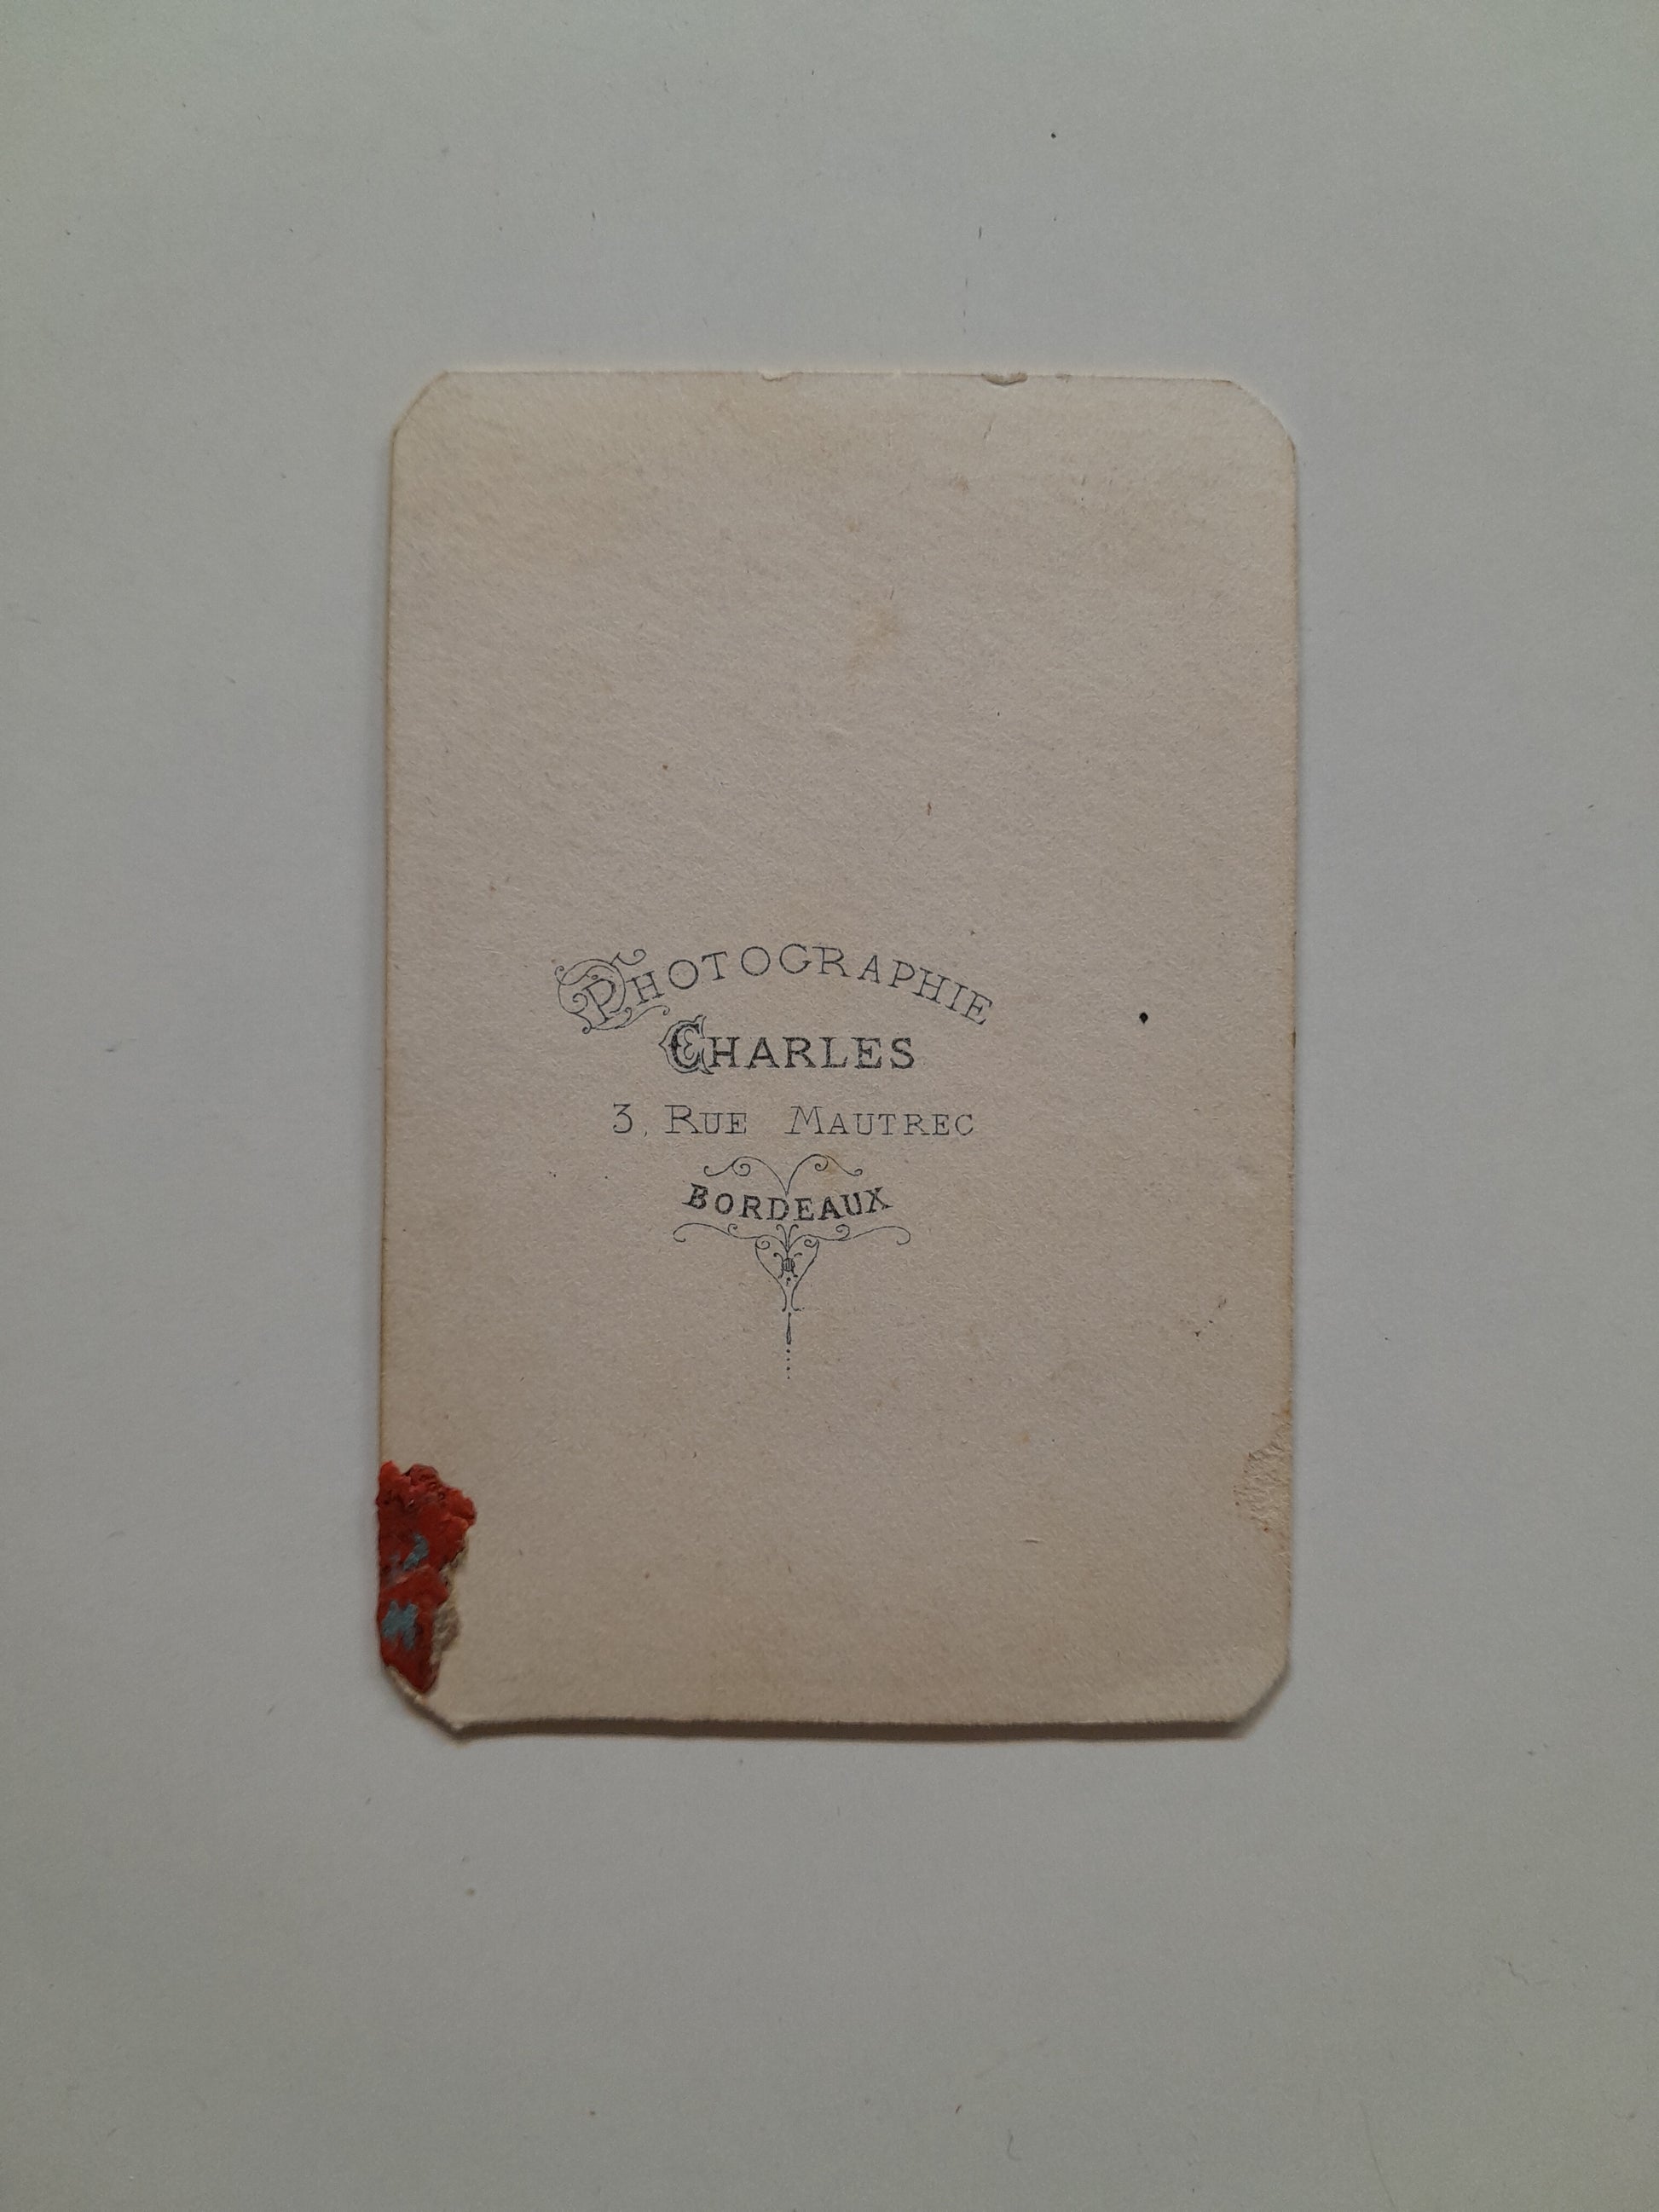 PHOTOGRAPHIE
CHARLES
3, RUE MAUTREC
BORDEAUX